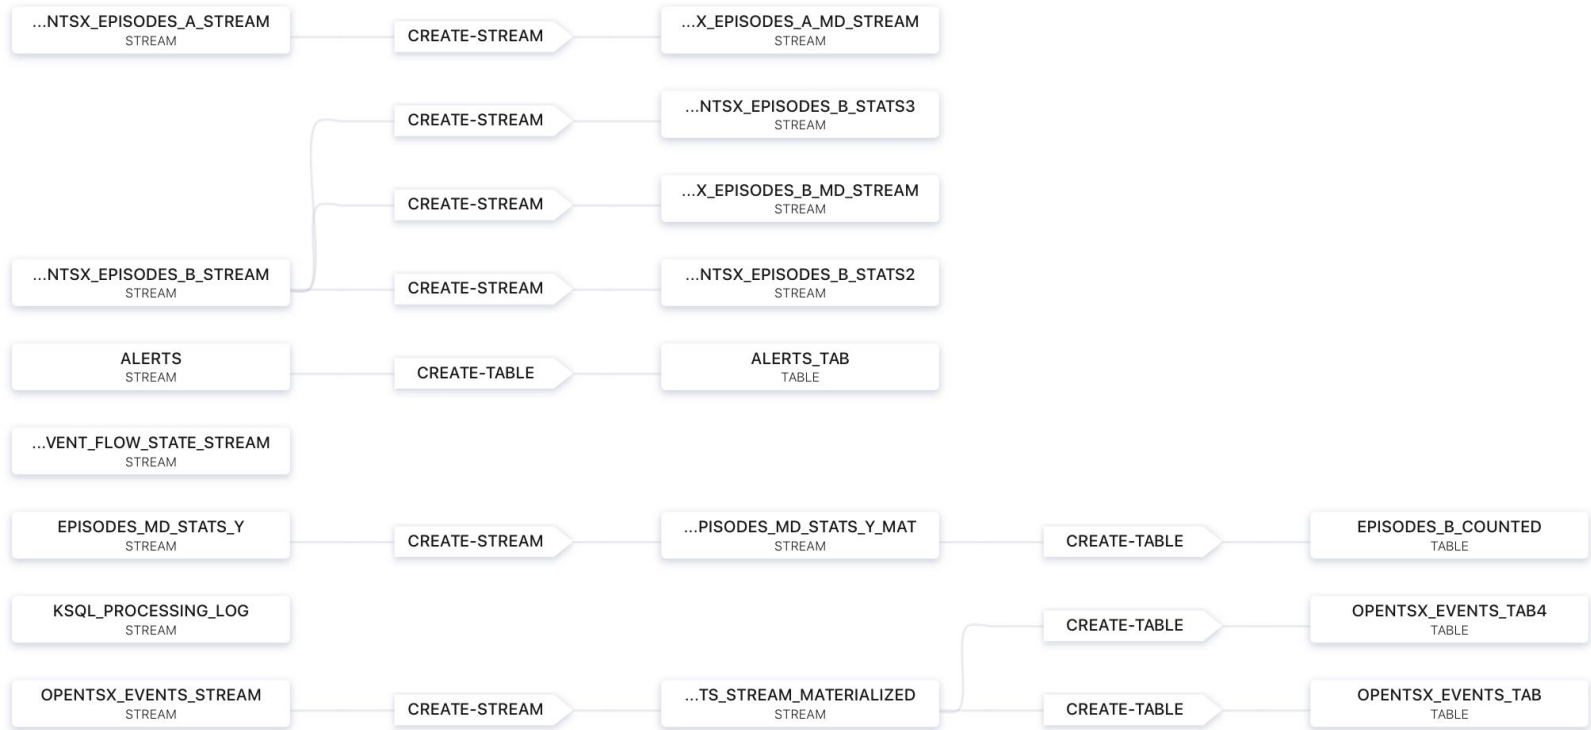 ...NTSX_EPISODES_A_STREAM
STREAM
CREATE-STREAM
...X_EPISODES_A_MD_STREAM
STREAM
CREATE-STREAM
...NTSX_EPISODES_B_STATS3
STREAM
CREATE-STREAM
...X_EPISODES_B_MD_STREAM
STREAM
...NTSX_EPISODES_B_STREAM
STREAM
CREATE-STREAM
...NTSX_EPISODES_B_STATS2
STREAM
ALERTS
STREAM
CREATE-TABLE
ALERTS_TAB
TABLE
...VENT_FLOW_STATE_STREAM
STREAM
EPISODES_MD_STATS_Y
STREAM
CREATE-STREAM
...PISODES_MD_STATS_Y_MAT
STREAM
CREATE-TABLE
EPISODES_B_COUNTED
TABLE
KSQL_PROCESSING_LOG
STREAM
CREATE-TABLE
OPENTSX_EVENTS_TAB4
TABLE
OPENTSX_EVENTS_STREAM
STREAM
CREATE-STREAM
...TS_STREAM_MATERIALIZED
STREAM
CREATE-TABLE
OPENTSX_EVENTS_TAB
TABLE